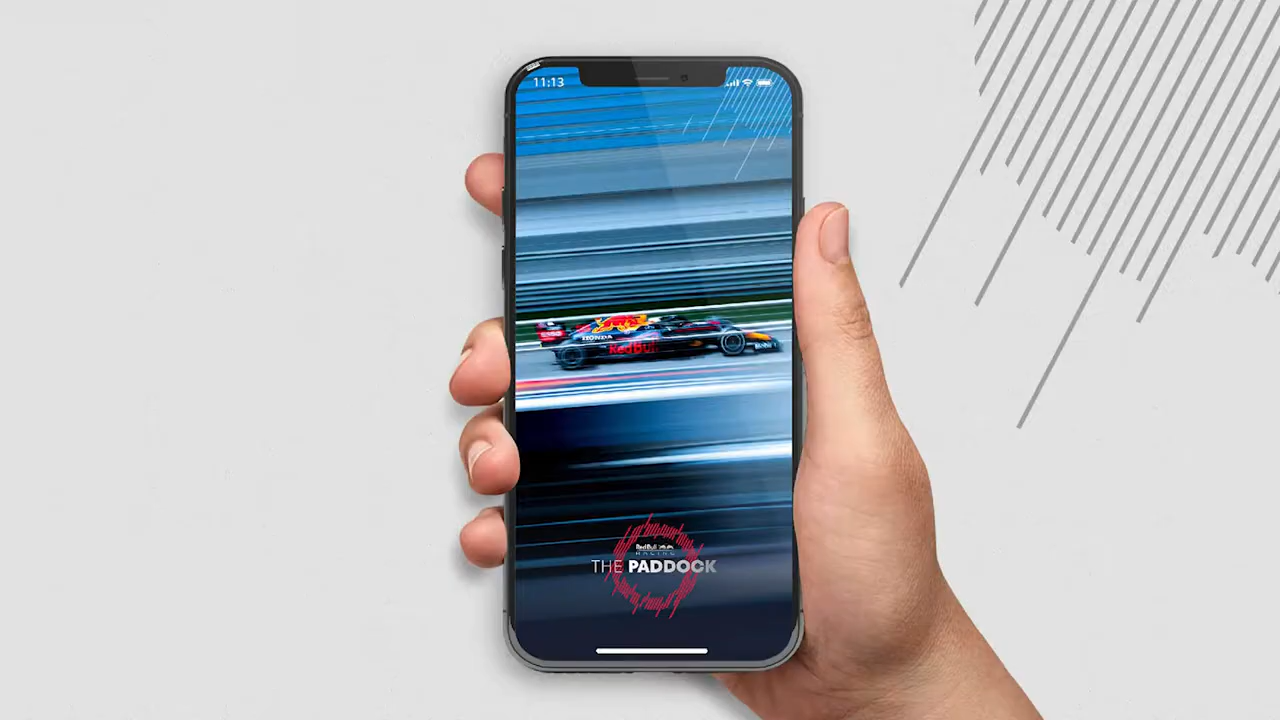 11:13
HONDA
Red Bull
Red Bull
RACING
THE PADDOCK